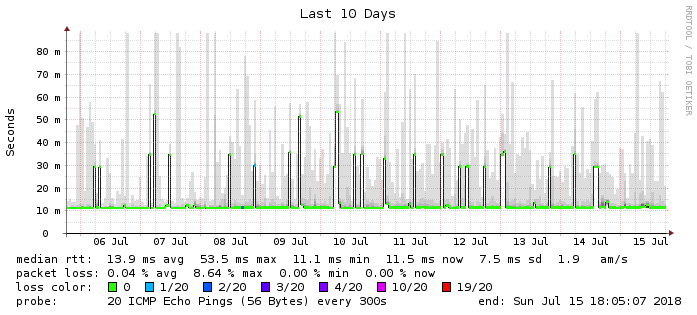 Last 10 Days
RRDTOOL / TOBI OETIKER
Seconds
80 m
70 m
60 m
50 m
40 m
30 m
20 m
10 m
0
06 Jul 07 Jul 08 Jul 09 Jul 10 Jul 11 Jul 12 Jul 13 Jul 14 Jul 15 Jul
median rtt: 13.9 ms avg 53.5 ms max 11.1 ms min 11.5 ms now 7.5 ms sd 1.9 am/s
packet loss: 0.04 % avg 8.64 % max 0.00 % min 0.00 % now
loss color: 0 1/20 2/20 3/20 4/20 10/20 19/20
probe: 20 ICMP Echo Pings (56 Bytes) every 300s end: Sun Jul 15 18:05:07 2018